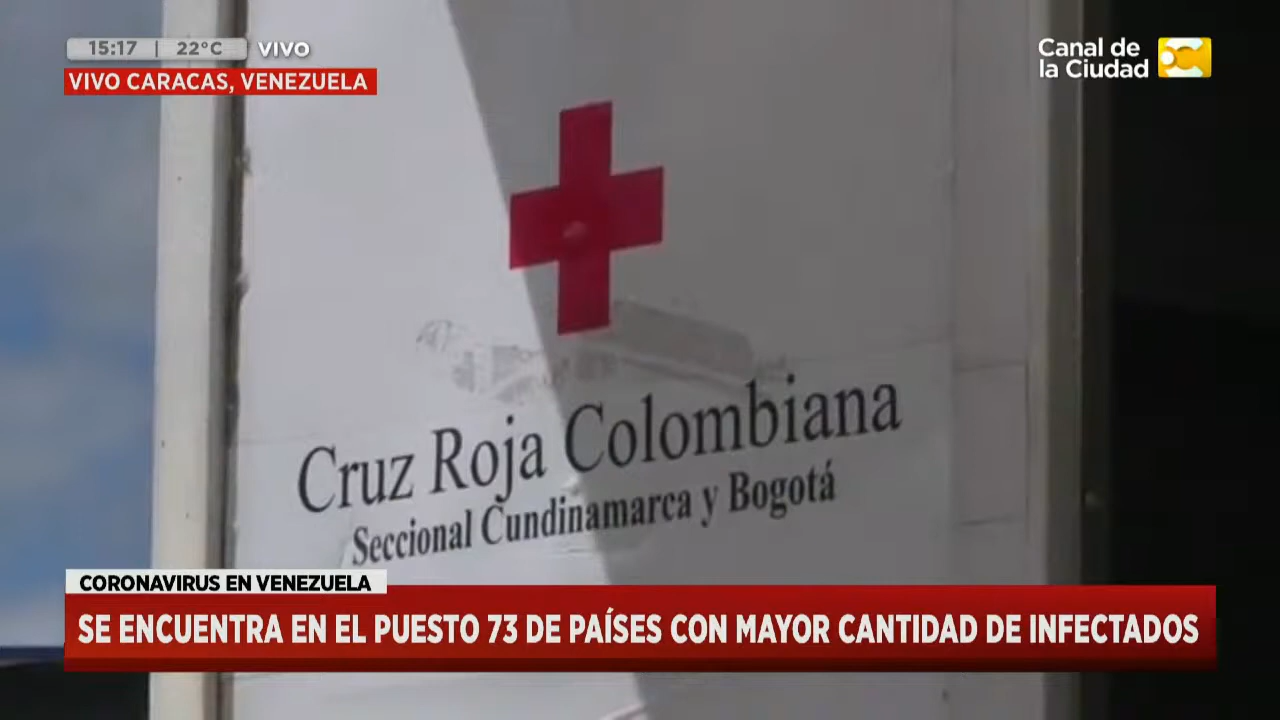 15:17 | 22°C VIVO
VIVO CARACAS, VENEZUELA
Canal de
la Ciudad
Cruz Roja Colombiana
Seccional Cundinamarca y Bogotá
CORONAVIRUS EN VENEZUELA
SE ENCUENTRA EN EL PUESTO 73 DE PAÍSES CON MAYOR CANTIDAD DE INFECTADOS